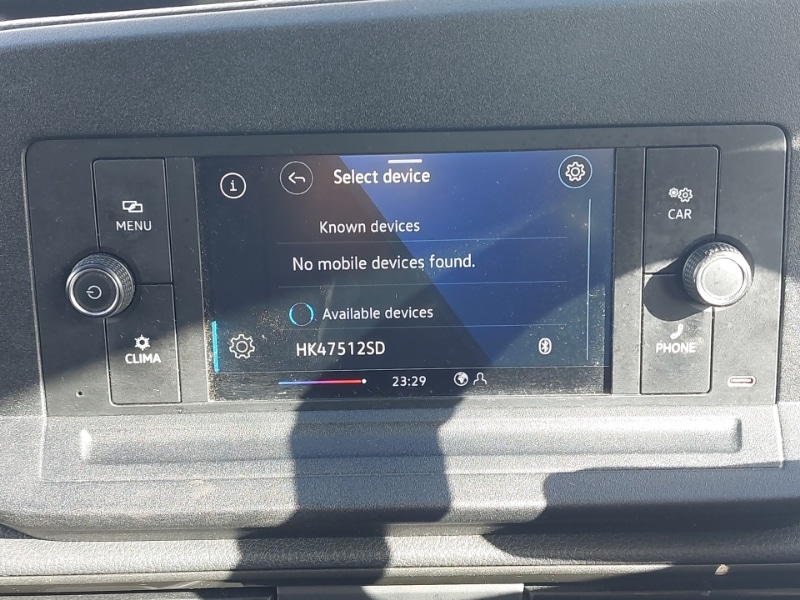 Select device
MENU
CAR
Known devices
No mobile devices found.
Available devices
CLIMA
HK47512SD
PHONE
23:29